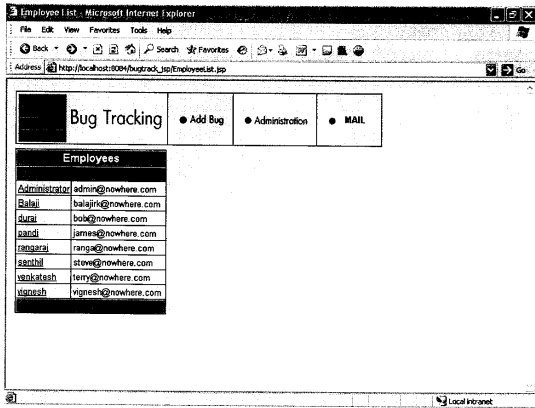 Employee List - Microsoft Internet Explorer
File Edit View Favorites Tools Help
Back Search Favorites
Address http://localhost:8084/bugtrack_jsp/EmployeeList.jsp Go
Bug Tracking Add Bug Administration MAIL
Employees
Administrator admin@nowhere.com
Balaji balajirk@nowhere.com
durai bob@nowhere.com
pandi james@nowhere.com
rangaraj ranga@nowhere.com
senthil steve@nowhere.com
venkatesh terry@nowhere.com
vignesh vignesh@nowhere.com
Local intranet